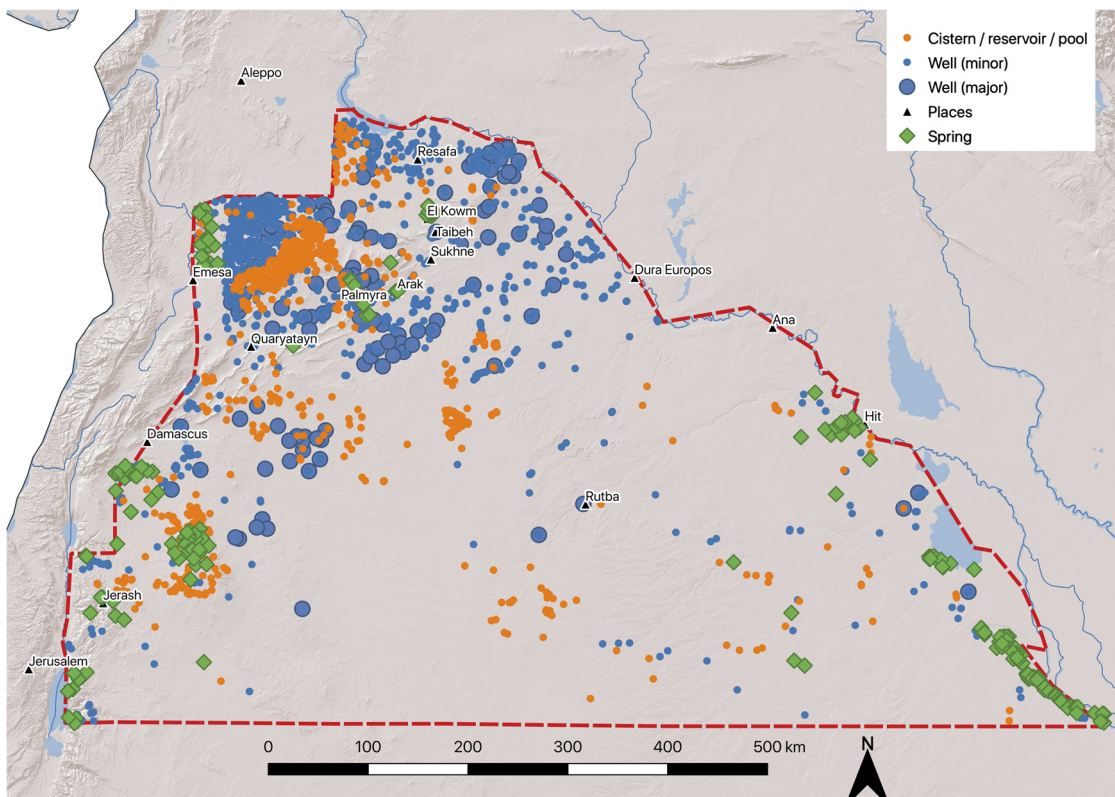 Cistern / reservoir / pool
Well (minor)
Well (major)
Places
Spring
Aleppo
Resafa
El Kowm
Taibeh
Sukhne
Emesa
Arak
Palmyra
Dura Europos
Quaryatayn
Ana
Damascus
Hit
Rutba
Jerash
Jerusalem
0 100 200 300 400 500 km
N